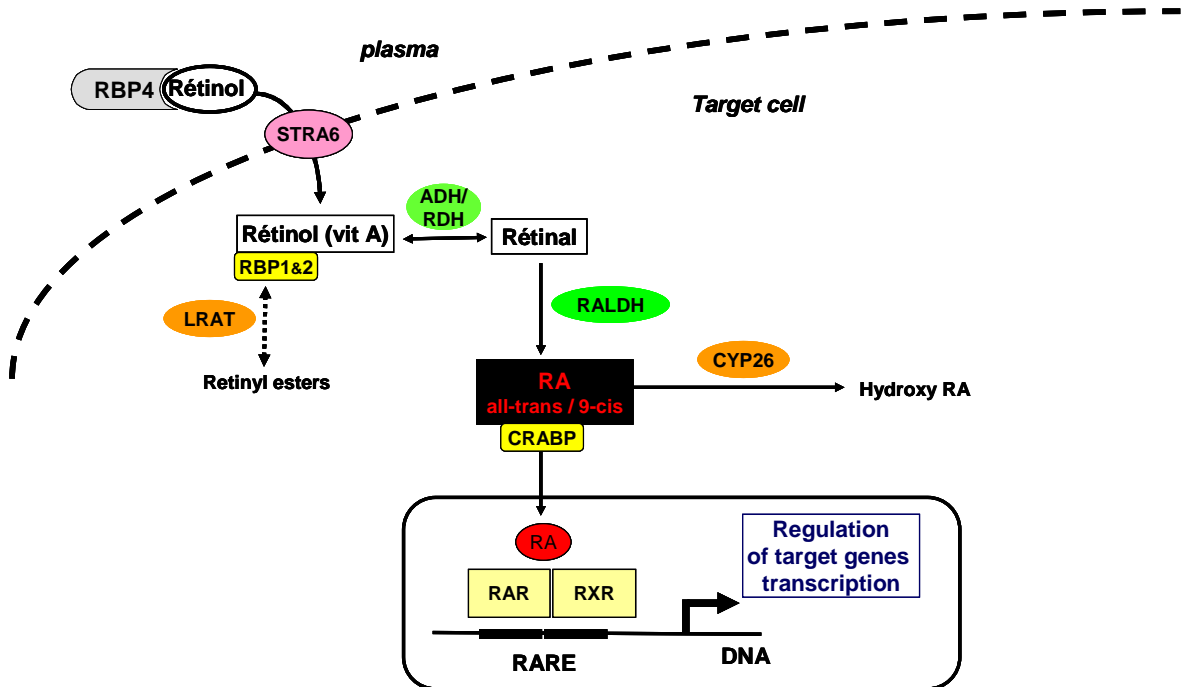 plasma
RBP4
Rétinol
Target cell
STRA6
ADH/
RDH
Rétinol (vit A)
Rétinal
RBP1&2
LRAT
RALDH
Retinyl esters
CYP26
RA
all-trans / 9-cis
Hydroxy RA
CRABP
RA
Regulation
of target genes
transcription
RAR
RXR
RARE
DNA